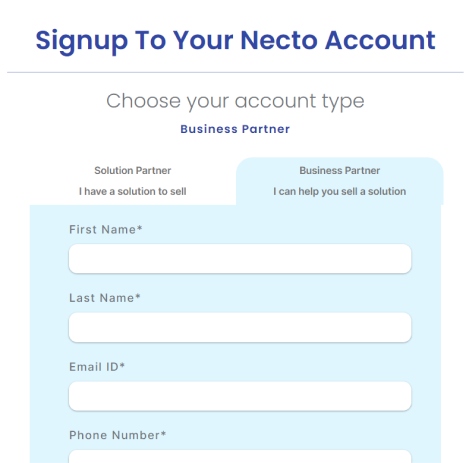 Signup To Your Necto Account
Choose your account type
Business Partner
Solution Partner
I have a solution to sell
Business Partner
I can help you sell a solution
First Name*
Last Name*
Email ID*
Phone Number*